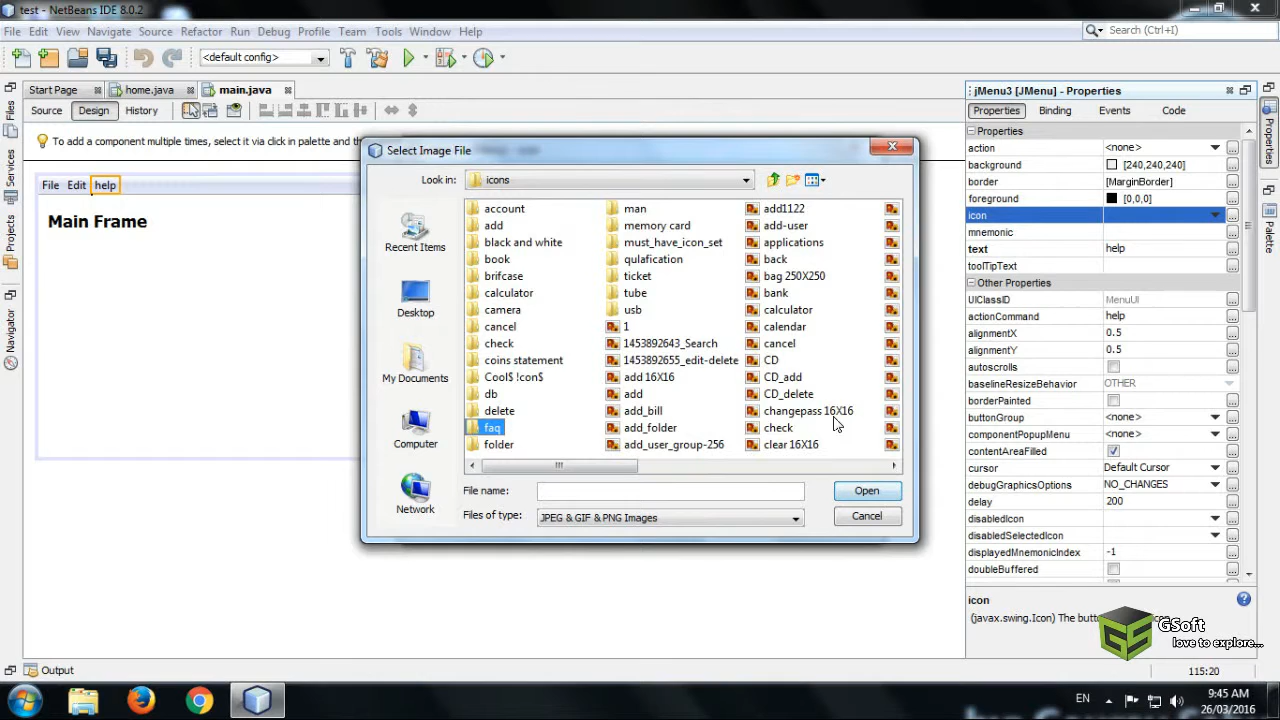 test - NetBeans IDE 8.0.2
File Edit View Navigate Source Refactor Run Debug Profile Team Tools Window Help
Search (Ctrl+I)
<default config>
Start Page
home.java
main.java
Source
Design
History
To add a component multiple times, select it via click in palette and the
File Edit help
Main Frame
Files
Services
Projects
Navigator
Select Image File
Look in:
icons
Recent Items
Desktop
My Documents
Computer
Network
account
add
black and white
book
brifcase
calculator
camera
cancel
check
coins statement
Cool$ !con$
db
delete
faq
folder
man
memory card
must_have_icon_set
qulafication
ticket
tube
usb
1
1453892643_Search
1453892655_edit-delete
add 16X16
add
add_bill
add_folder
add_user_group-256
add1122
add-user
applications
back
bag 250X250
bank
calculator
calendar
cancel
CD
CD_add
CD_delete
changepass 16X16
check
clear 16X16
File name:
Open
Files of type:
JPEG & GIF & PNG Images
Cancel
jMenu3 [JMenu] - Properties
Properties
Binding
Events
Code
Properties
action <none>
background [240,240,240]
border [MarginBorder]
foreground [0,0,0]
icon
mnemonic
text help
toolTipText
Other Properties
UIClassID MenuUI
actionCommand help
alignmentX 0.5
alignmentY 0.5
autoscrolls
baselineResizeBehavior OTHER
borderPainted
buttonGroup <none>
componentPopupMenu <none>
contentAreaFilled
cursor Default Cursor
debugGraphicsOptions NO_CHANGES
delay 200
disabledIcon
disabledSelectedIcon
displayedMnemonicIndex -1
doubleBuffered
icon
(javax.swing.Icon) The butt
Properties
Palette
GSoft
love to explore...
Output
115:20
EN
9:45 AM
26/03/2016